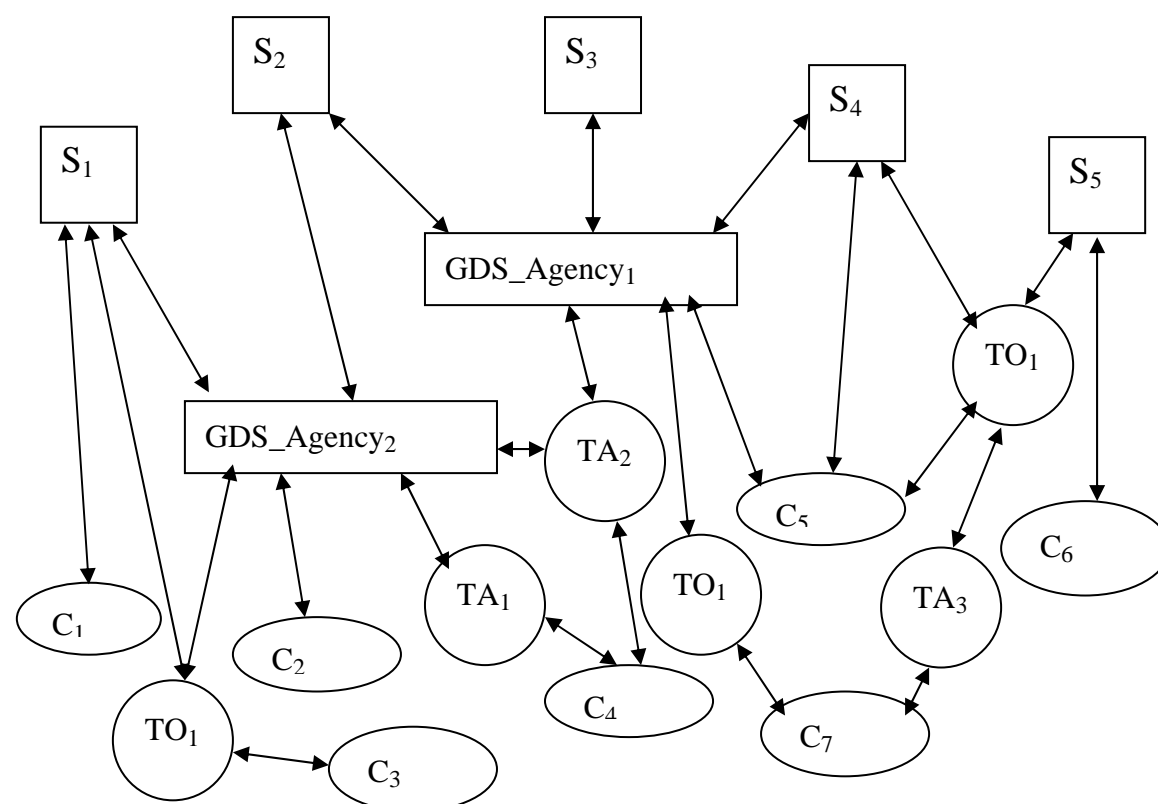 S2
S3
S4
S1
S5
GDS_Agency1
TO1
GDS_Agency2
TA2
C5
C6
TA1
TO1
TA3
C1
C2
C4
TO1
C7
C3